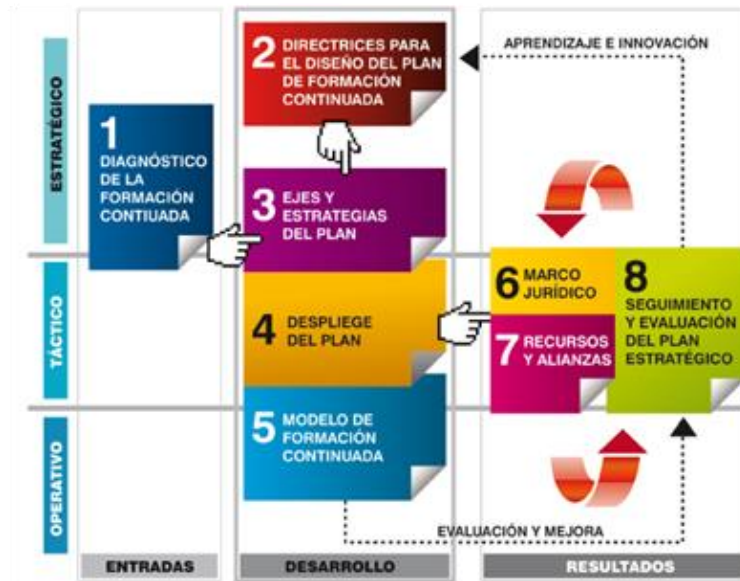 ESTRATÉGICO
TÁCTICO
OPERATIVO
1
DIAGNÓSTICO
DE LA
FORMACIÓN
CONTIUADA
2 DIRECTRICES PARA
EL DISEÑO DEL PLAN
DE FORMACIÓN
CONTINUADA
3 EJES Y
ESTRATEGIAS
DEL PLAN
4 DESPLIEGE
DEL PLAN
5 MODELO DE
FORMACIÓN
CONTINUADA
APRENDIZAJE E INNOVACIÓN
6 MARCO
JURÍDICO
7 RECURSOS
Y ALIANZAS
8
SEGUIMIENTO
Y EVALUACIÓN
DEL PLAN
ESTRATÉGICO
EVALUACIÓN Y MEJORA
ENTRADAS
DESARROLLO
RESULTADOS